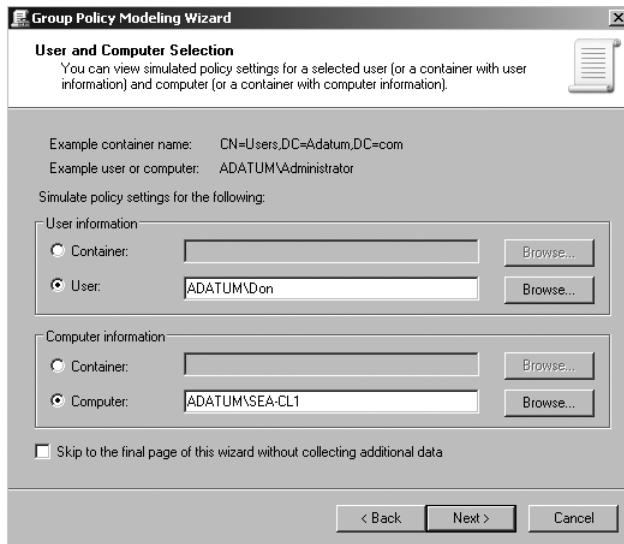 Group Policy Modeling Wizard
User and Computer Selection
You can view simulated policy settings for a selected user (or a container with user
information) and computer (or a container with computer information).
Example container name: CN=Users,DC=Adatum,DC=com
Example user or computer: ADATUM\Administrator
Simulate policy settings for the following:
User information
Container: Browse...
User: ADATUM\Don Browse...
Computer information
Container: Browse...
Computer: ADATUM\SEA-CL1 Browse...
Skip to the final page of this wizard without collecting additional data
< Back Next > Cancel